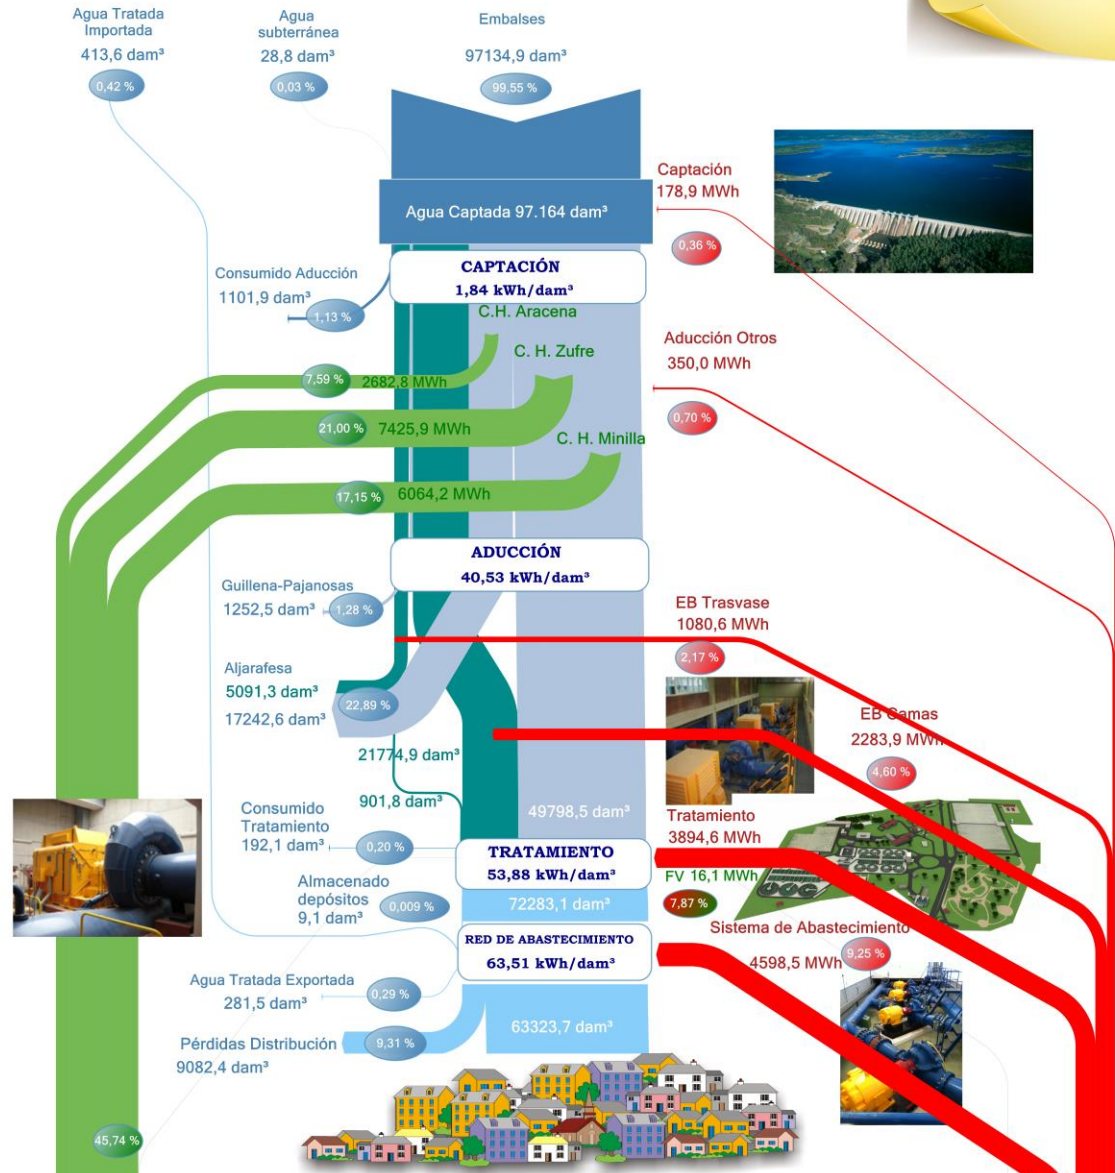 Agua Tratada
Importada
413,6 dam³
0,42 %
Agua
subterránea
28,8 dam³
0,03 %
Embalses
97134,9 dam³
99,55 %
Agua Captada 97.164 dam³
Captación
178,9 MWh
0,36 %
CAPTACIÓN
1,84 kWh/dam³
Consumido Aducción
1101,9 dam³
1,13 %
C.H. Aracena
7,59 %
2682,8 MWh
C. H. Zufre
21,00 %
7425,9 MWh
C. H. Minilla
17,15 %
6064,2 MWh
Aducción Otros
350,0 MWh
0,70 %
ADUCCIÓN
40,53 kWh/dam³
Guillena-Pajanosas
1252,5 dam³
1,28 %
EB Trasvase
1080,6 MWh
2,17 %
Aljarafesa
5091,3 dam³
17242,6 dam³
22,89 %
EB Camas
2283,9 MWh
4,60 %
21774,9 dam³
901,8 dam³
49798,5 dam³
Consumido
Tratamiento
192,1 dam³
0,20 %
TRATAMIENTO
53,88 kWh/dam³
Tratamiento
3894,6 MWh
FV 16,1 MWh
7,87 %
Almacenado
depósitos
9,1 dam³
0,009 %
72283,1 dam³
RED DE ABASTECIMIENTO
63,51 kWh/dam³
Sistema de Abastecimiento
4598,5 MWh
9,25 %
Agua Tratada Exportada
281,5 dam³
0,29 %
63323,7 dam³
Pérdidas Distribución
9082,4 dam³
9,31 %
45,74 %